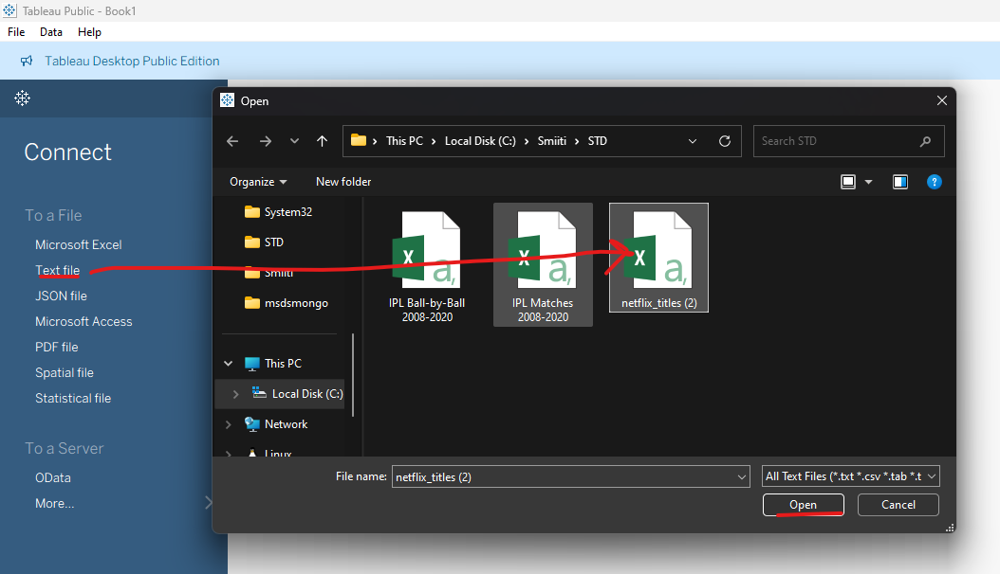 Tableau Public - Book1
File Data Help
Tableau Desktop Public Edition
Connect
To a File
Microsoft Excel
Text file
JSON file
Microsoft Access
PDF file
Spatial file
Statistical file
To a Server
OData
More...
Open
This PC > Local Disk (C:) > Smiiti > STD
Search STD
Organize
New folder
System32
STD
Smiiti
msdsmongo
This PC
Local Disk (C:)
Network
Linux
IPL Ball-by-Ball
2008-2020
IPL Matches
2008-2020
netflix_titles (2)
File name: netflix_titles (2)
All Text Files (*.txt *.csv *.tab *.t
Open
Cancel